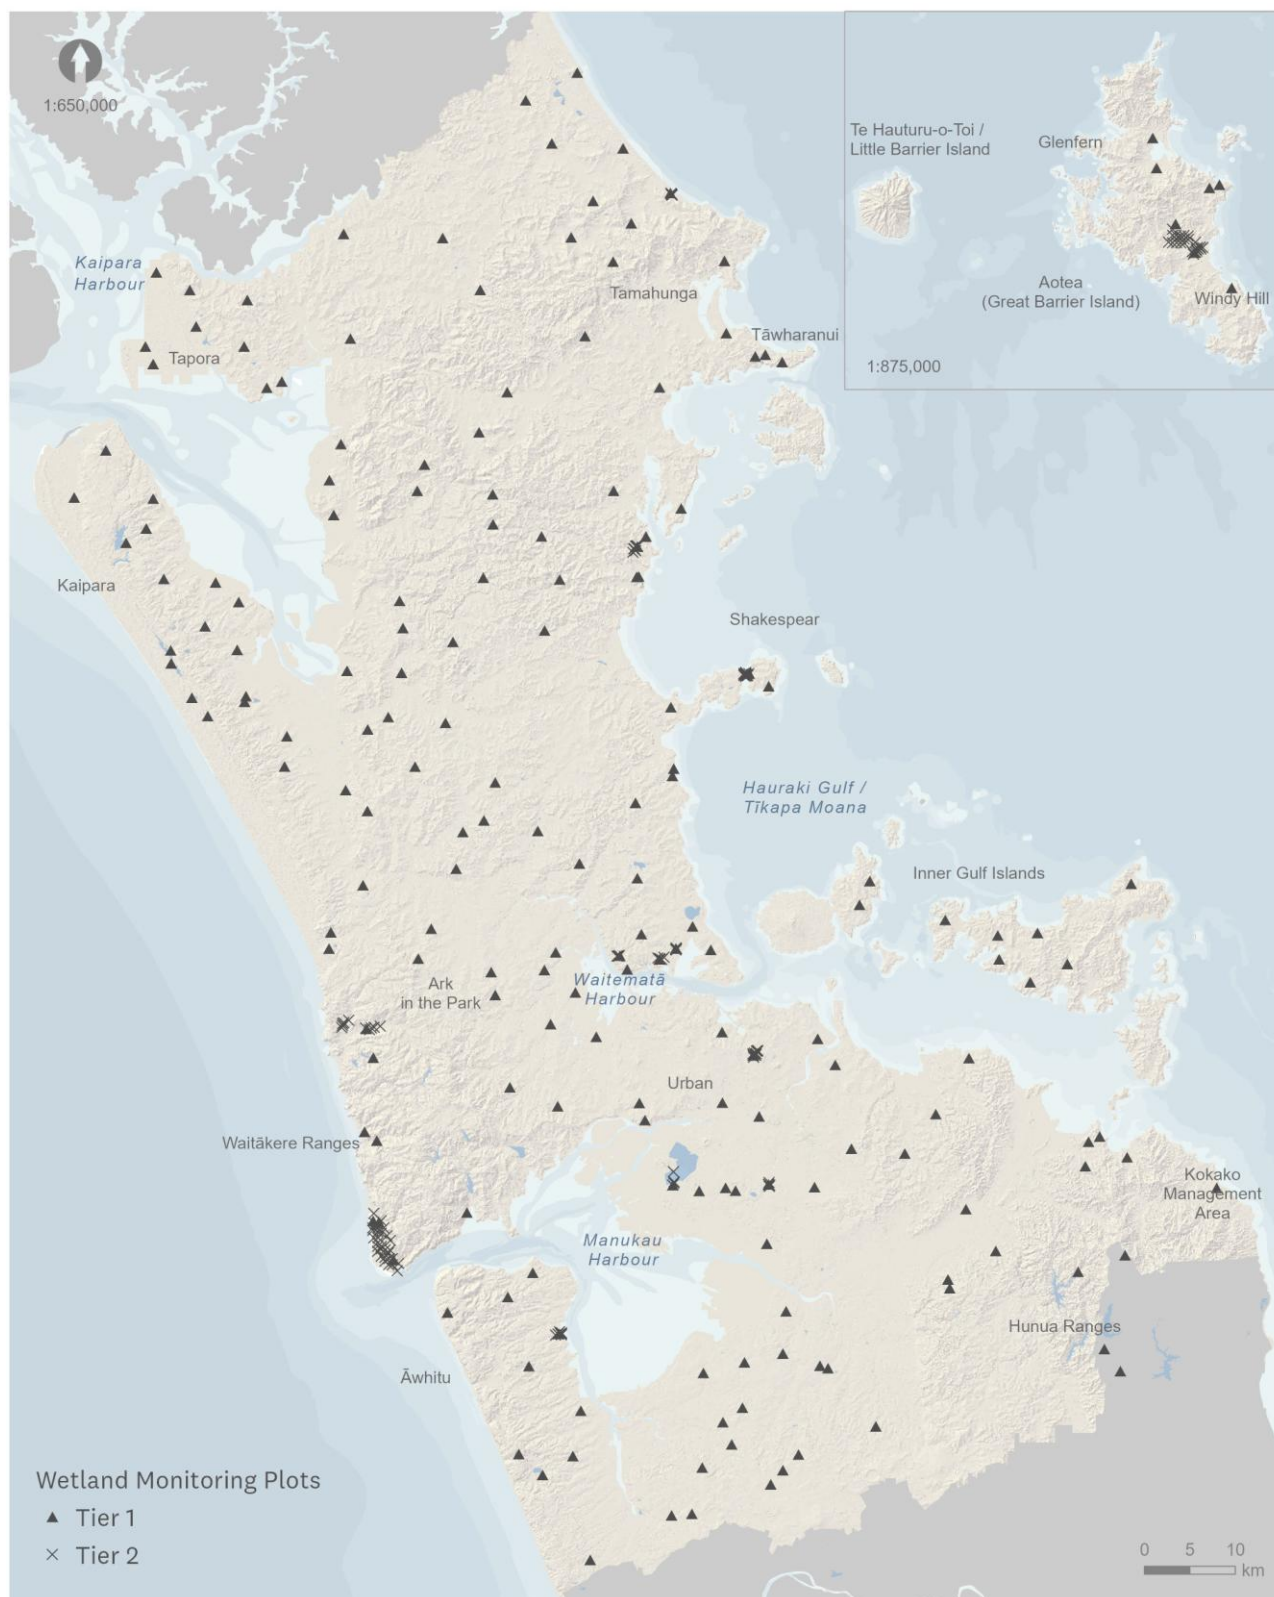 1:650,000
Te Hauturu-o-Toi /
Little Barrier Island
Glenfern
Aotea
(Great Barrier Island)
Windy Hill
1:875,000
Kaipara
Harbour
Tamahunga
Tapora
Tāwharanui
Kaipara
Shakespear
Hauraki Gulf /
Tīkapa Moana
Inner Gulf Islands
Ark
in the Park
Waitematā
Harbour
Urban
Waitākere Ranges
Kokako
Management
Area
Manukau
Harbour
Hunua Ranges
Āwhitu
Wetland Monitoring Plots
Tier 1
Tier 2
0 5 10
km